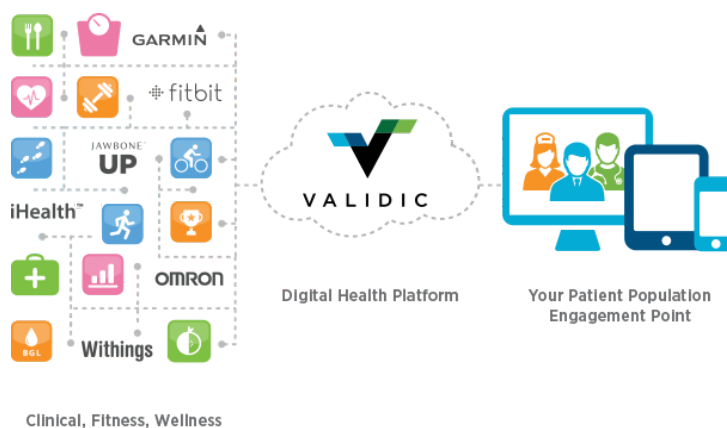 GARMIN
fitbit
JAWBONE
UP
iHealth™
OMRON
BGL
Withings
VALIDIC
Digital Health Platform
Your Patient Population
Engagement Point
Clinical, Fitness, Wellness